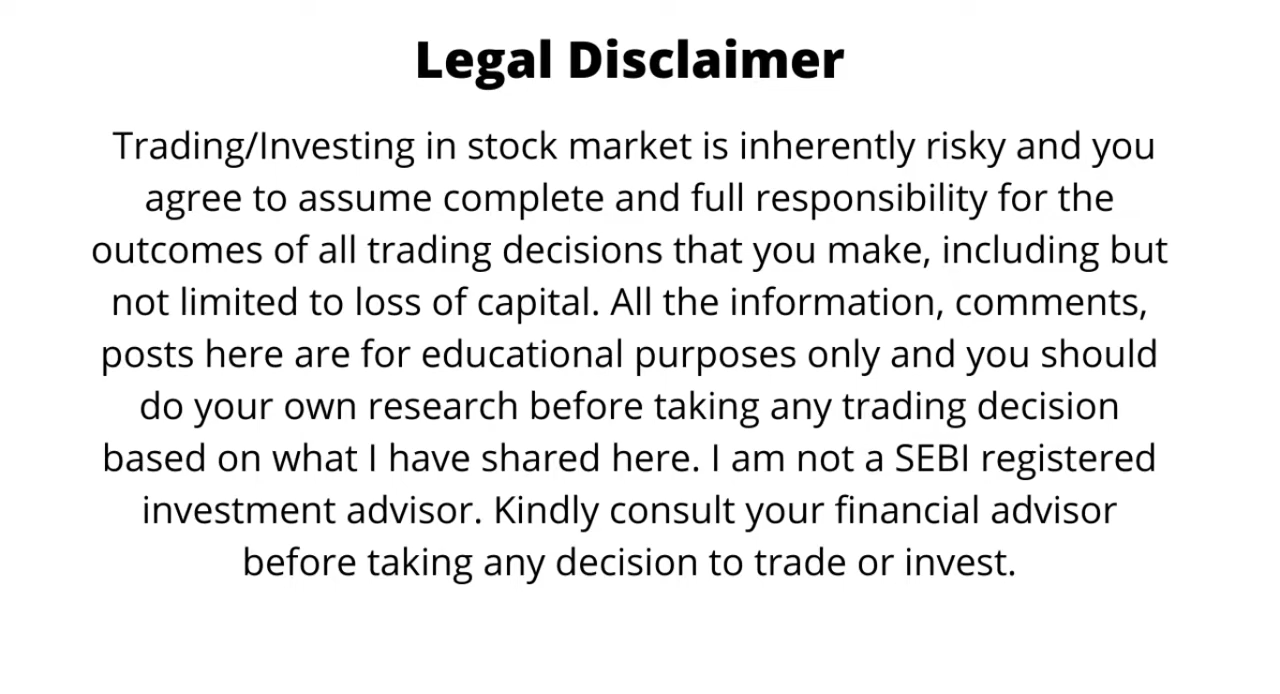 Legal Disclaimer
Trading/Investing in stock market is inherently risky and you
agree to assume complete and full responsibility for the
outcomes of all trading decisions that you make, including but
not limited to loss of capital. All the information, comments,
posts here are for educational purposes only and you should
do your own research before taking any trading decision
based on what I have shared here. I am not a SEBI registered
investment advisor. Kindly consult your financial advisor
before taking any decision to trade or invest.